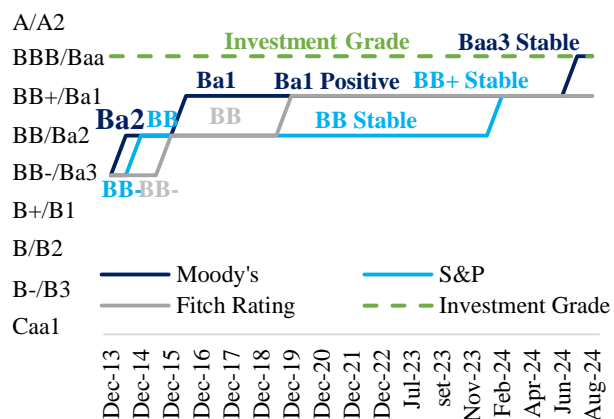 A/A2
Investment Grade
Baa3 Stable
BBB/Baa
Ba1
Ba1 Positive
BB+ Stable
BB+/Ba1
Ba2
BB
BB
BB Stable
BB/Ba2
BB-/Ba3
BB-
BB-
B+/B1
B/B2
B-/B3
Moody's
S&P
Fitch Rating
Investment Grade
Caa1
Dec-13
Dec-14
Dec-15
Dec-16
Dec-17
Dec-18
Dec-19
Dec-20
Dec-21
Dec-22
Jul-23
set-23
Nov-23
Feb-24
Apr-24
Jun-24
Aug-24